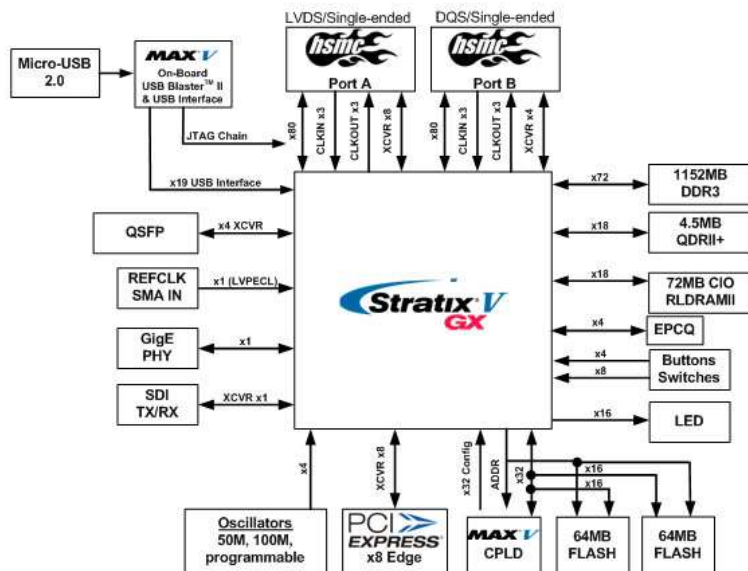 LVDS/Single-ended
DQS/Single-ended
hsmc
Port A
hsmc
Port B
Micro-USB
2.0
MAX V
On-Board
USB Blaster™ II
& USB Interface
JTAG Chain
x19 USB Interface
x80
CLKIN x3
CLKOUT x3
XCVR x8
x80
CLKIN x3
CLKOUT x3
XCVR x4
QSFP
x4 XCVR
REFCLK
SMA IN
x1 (LVPECL)
GigE
PHY
x1
SDI
TX/RX
XCVR x1
Stratix V
GX
x72
1152MB
DDR3
x18
4.5MB
QDRII+
x18
72MB CIO
RLDRAMII
x4
EPCQ
x4
x8
Buttons
Switches
x16
LED
x4
XCVR x8
x32 Config
ADDR
x32
x16
x16
Oscillators
50M, 100M,
programmable
PCI
EXPRESS®
x8 Edge
MAX V
CPLD
64MB
FLASH
64MB
FLASH